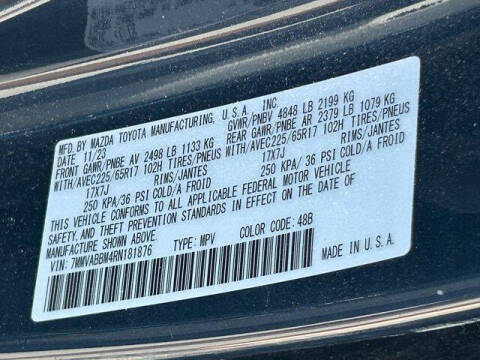 MFD.BY MAZDA TOYOTA MANUFACTURING, U.S.A. INC.
DATE 11/23 GVWR/PNBV 4848 LB 2199 KG
FRONT GAWR/PNBE AV 2498 LB 1133 KG REAR GAWR/PNBE AR 2379 LB 1079 KG
WITH/AVEC225/65R17 102H TIRES/PNEUS WITH/AVEC225/65R17 102H TIRES/PNEUS
17X7J RIMS/JANTES 17X7J RIMS/JANTES
250 KPA/36 PSI COLD/A FROID 250 KPA/36 PSI COLD/A FROID
THIS VEHICLE CONFORMS TO ALL APPLICABLE FEDERAL MOTOR VEHICLE
SAFETY, AND THEFT PREVENTION STANDARDS IN EFFECT ON THE DATE OF
MANUFACTURE SHOWN ABOVE
VIN: 7MMVABBM4RN181876 TYPE: MPV COLOR: 48B
MADE IN U.S.A.